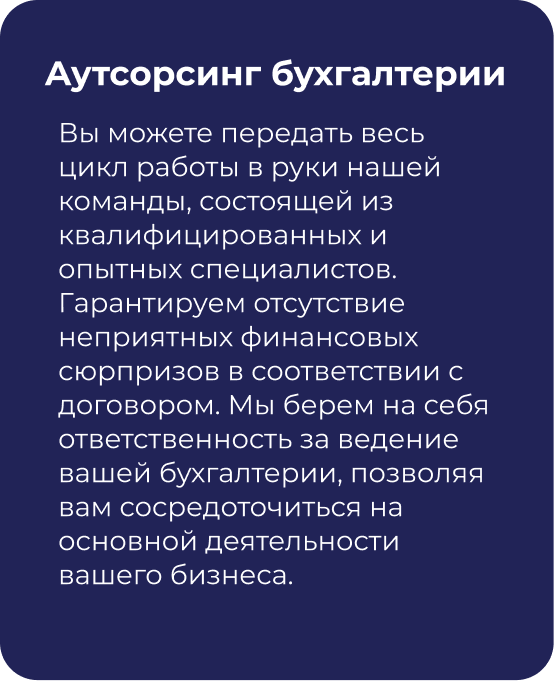 Аутсорсинг бухгалтерии
Вы можете передать весь
цикл работы в руки нашей
команды, состоящей из
квалифицированных и
опытных специалистов.
Гарантируем отсутствие
неприятных финансовых
сюрпризов в соответствии с
договором. Мы берем на себя
ответственность за ведение
вашей бухгалтерии, позволяя
вам сосредоточиться на
основной деятельности
вашего бизнеса.